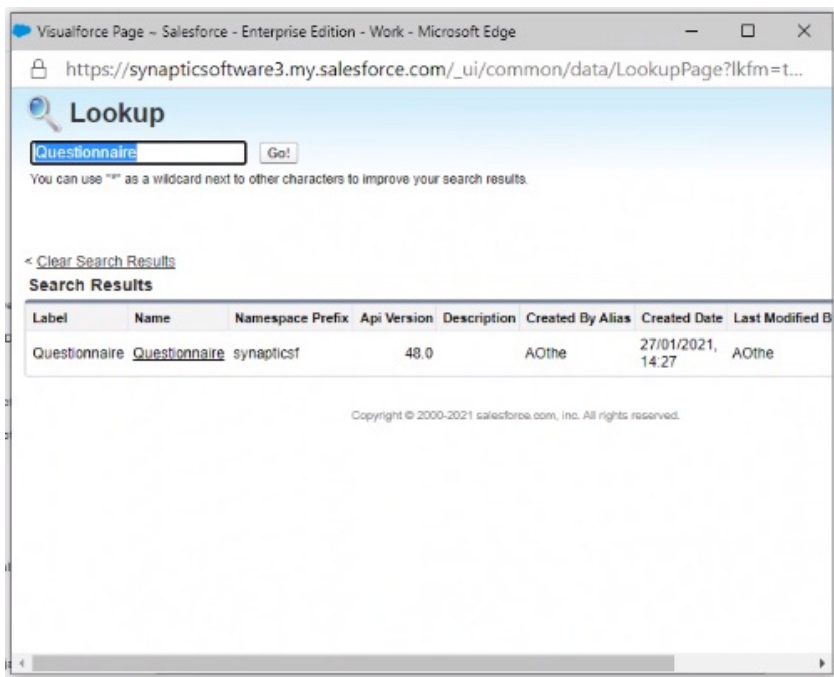 Visualforce Page ~ Salesforce - Enterprise Edition - Work - Microsoft Edge
https://synapticsoftware3.my.salesforce.com/_ui/common/data/LookupPage?lkfm=t...
Lookup
Questionnaire Go!
You can use "*" as a wildcard next to other characters to improve your search results.
< Clear Search Results
Search Results
Label Name Namespace Prefix Api Version Description Created By Alias Created Date Last Modified B
Questionnaire Questionnaire synapticsf 48.0 AOthe 27/01/2021, AOthe
14:27
Copyright © 2000-2021 salesforce.com, inc. All rights reserved.